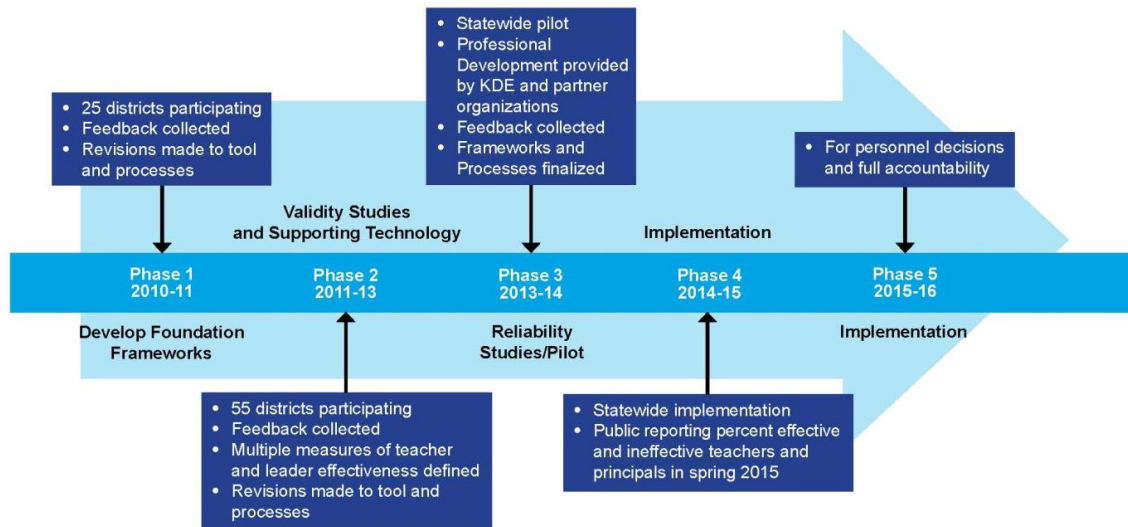 • Statewide pilot
• Professional
Development provided
by KDE and partner
organizations
• Feedback collected
• Frameworks and
Processes finalized
• 25 districts participating
• Feedback collected
• Revisions made to tool
and processes
• For personnel decisions
and full accountability
Validity Studies
and Supporting Technology
Implementation
Phase 1
2010-11
Phase 2
2011-13
Phase 3
2013-14
Phase 4
2014-15
Phase 5
2015-16
Develop Foundation
Frameworks
Reliability
Studies/Pilot
Implementation
• 55 districts participating
• Feedback collected
• Multiple measures of teacher
and leader effectiveness defined
• Revisions made to tool and
processes
• Statewide implementation
• Public reporting percent effective
and ineffective teachers and
principals in spring 2015